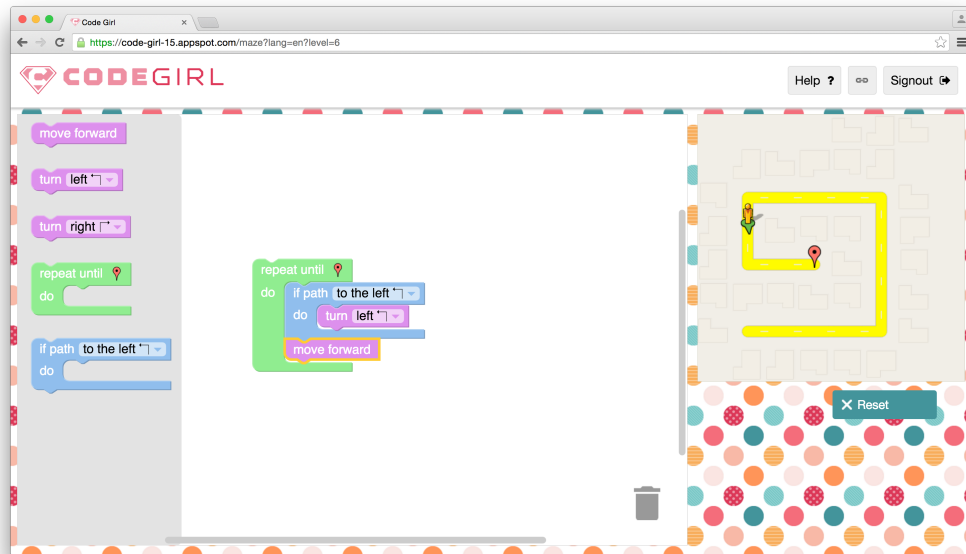 Code Girl
https://code-girl-15.appspot.com/maze?lang=en?level=6
CODEGIRL
Help ?
Signout
move forward
turn left
turn right
repeat until
do
if path to the left
do
repeat until
do if path to the left
do turn left
move forward
Reset